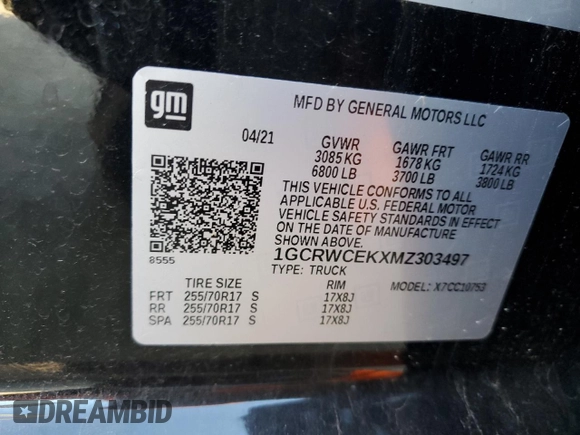 gm
MFD BY GENERAL MOTORS LLC
04/21 GVWR GAWR FRT GAWR RR
3085 KG 1678 KG 1724 KG
6800 LB 3700 LB 3800 LB
THIS VEHICLE CONFORMS TO ALL
APPLICABLE U.S. FEDERAL MOTOR
VEHICLE SAFETY STANDARDS IN EFFECT
ON THE DATE OF MANUFACTURE
SHOWN ABOVE.
8555 1GCRWCEKXMZ303497
TYPE: TRUCK MODEL: X7CC10753
TIRE SIZE RIM
FRT 255/70R17 S 17X8J
RR 255/70R17 S 17X8J
SPA 255/70R17 S 17X8J
DREAMBID